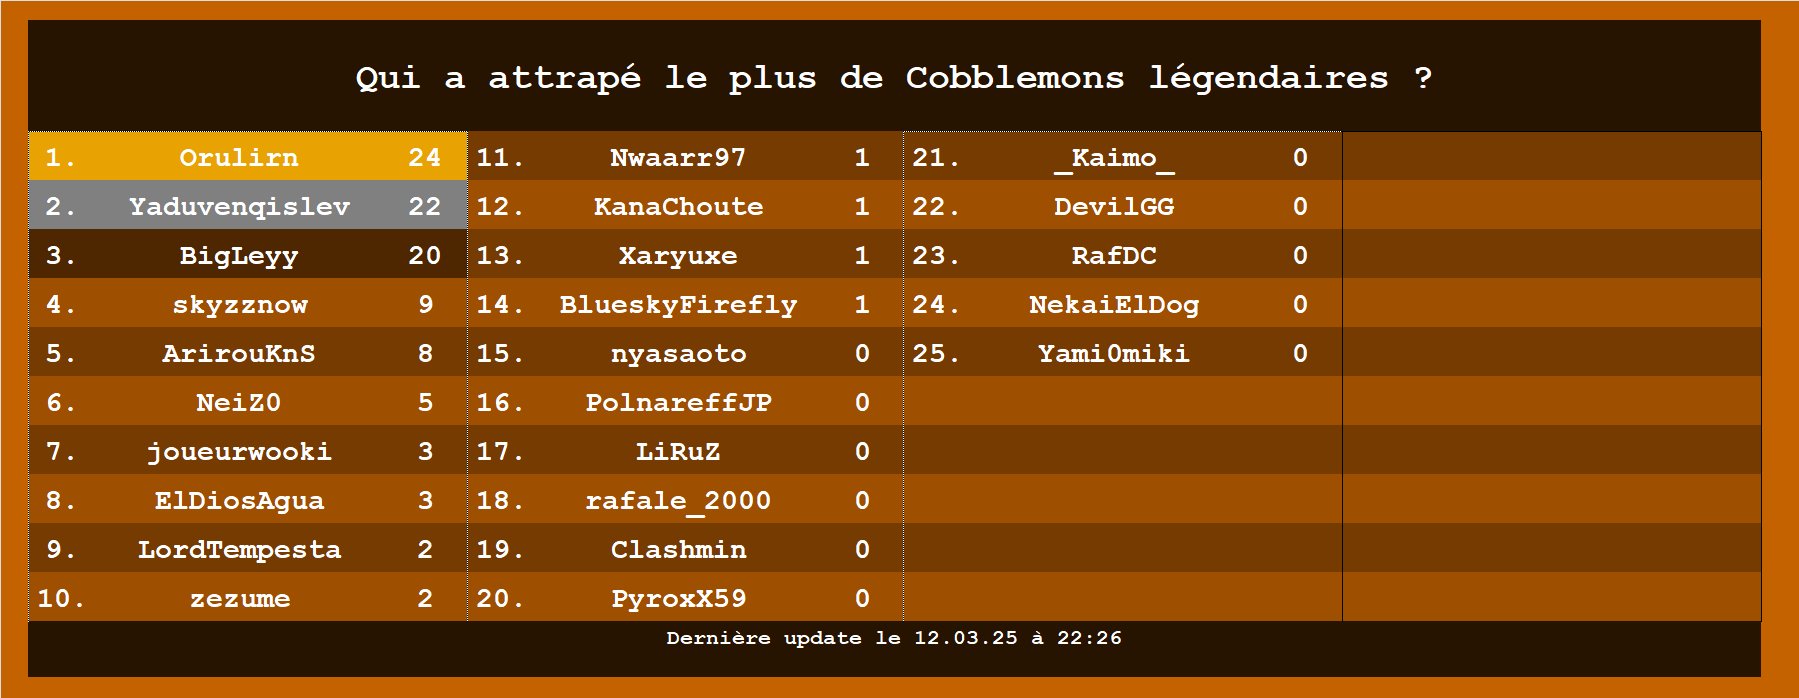 Qui a attrapé le plus de Cobblemons légendaires ?
1. Orulirn 24
2. Yaduvenqislev 22
3. BigLeyy 20
4. skyzznow 9
5. ArirouKnS 8
6. NeiZ0 5
7. joueurwooki 3
8. ElDiosAgua 3
9. LordTempesta 2
10. zezume 2
11. Nwaarr97 1
12. KanaChoute 1
13. Xaryuxe 1
14. BlueskyFirefly 1
15. nyasaoto 0
16. PolnareffJP 0
17. LiRuZ 0
18. rafale_2000 0
19. Clashmin 0
20. PyroxX59 0
21. _Kaimo_ 0
22. DevilGG 0
23. RafDC 0
24. NekaiElDog 0
25. Yami0miki 0
Dernière update le 12.03.25 à 22:26